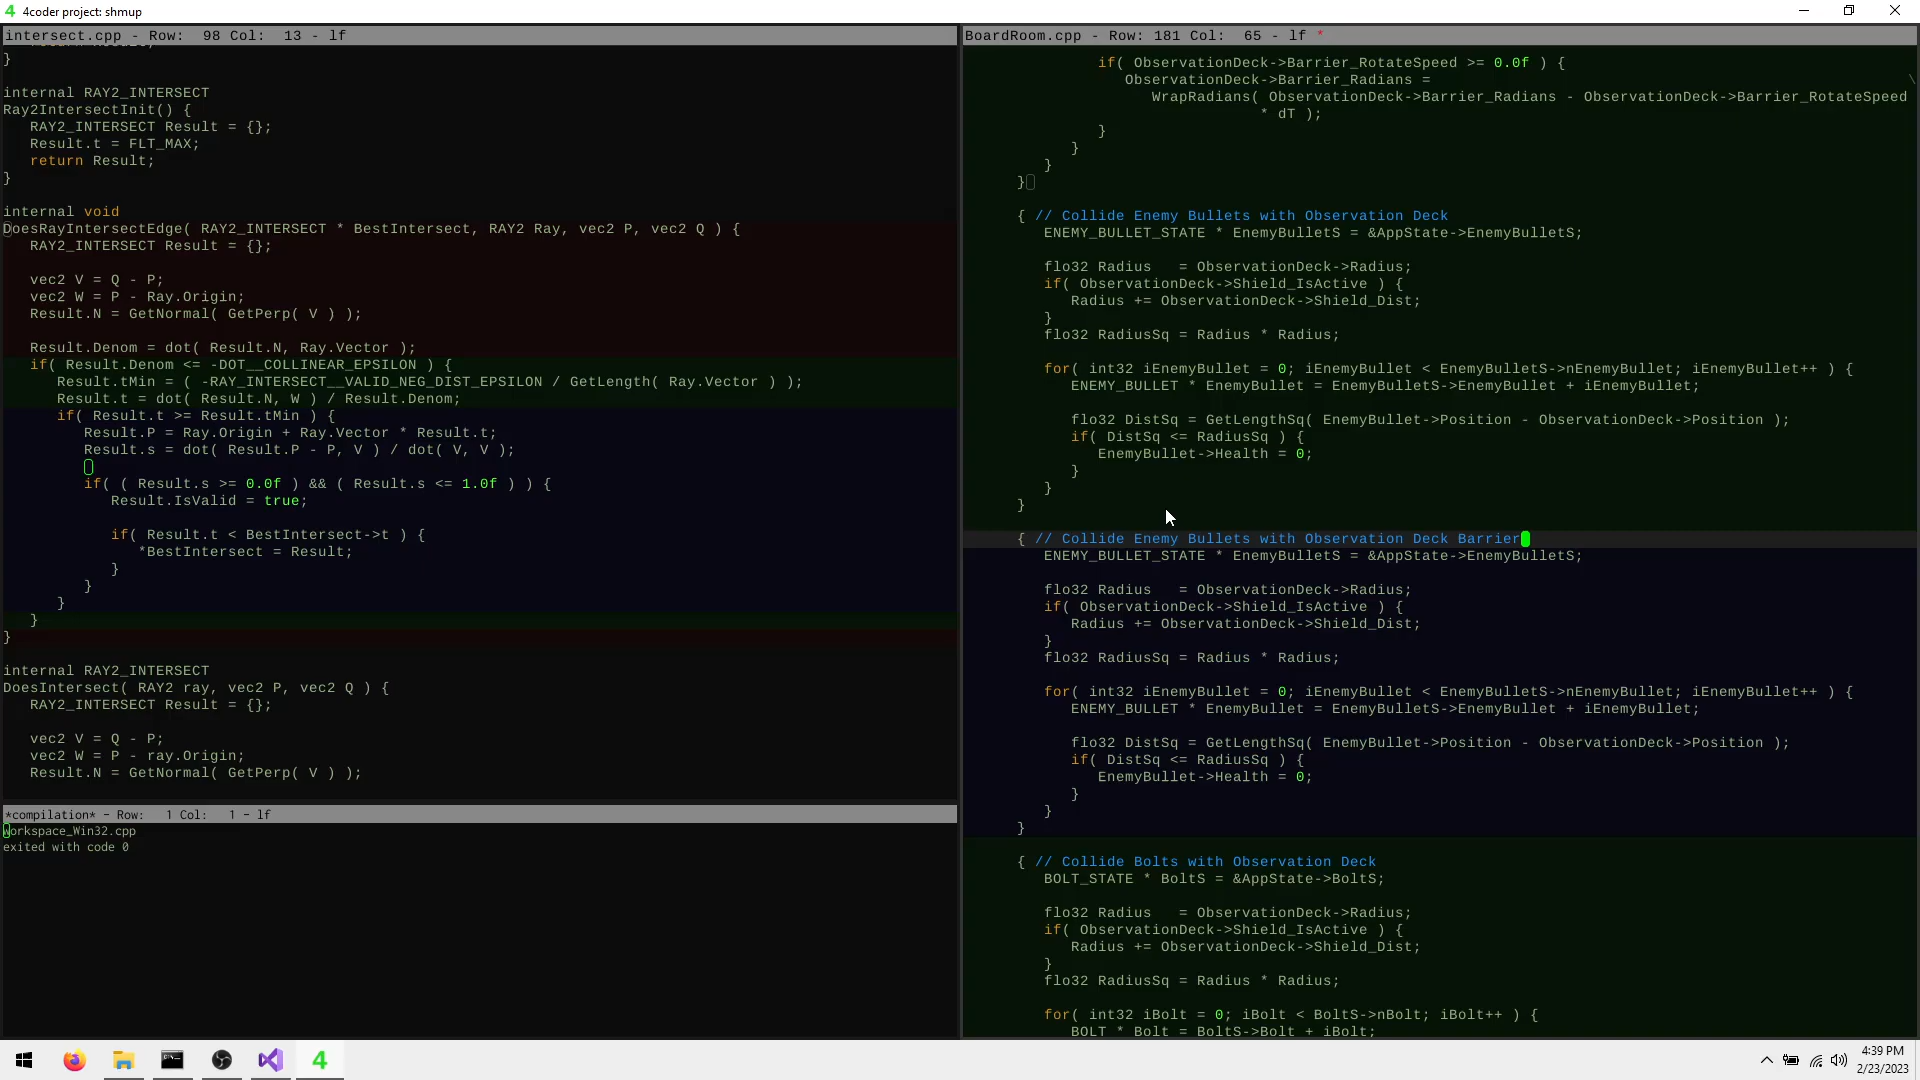 4 4coder project: shmup
intersect.cpp - Row:  98 Col:  13 - lf
}
internal RAY2_INTERSECT
Ray2IntersectInit() {
RAY2_INTERSECT Result = {};
Result.t = FLT_MAX;
return Result;
}
internal void
DoesRayIntersectEdge( RAY2_INTERSECT * BestIntersect, RAY2 Ray, vec2 P, vec2 Q ) {
RAY2_INTERSECT Result = {};
vec2 V = Q - P;
vec2 W = P - Ray.Origin;
Result.N = GetNormal( GetPerp( V ) );
Result.Denom = dot( Result.N, Ray.Vector );
if( Result.Denom <= -DOT__COLLINEAR_EPSILON ) {
Result.tMin = ( -RAY_INTERSECT__VALID_NEG_DIST_EPSILON / GetLength( Ray.Vector ) );
Result.t = dot( Result.N, W ) / Result.Denom;
if( Result.t >= Result.tMin ) {
Result.P = Ray.Origin + Ray.Vector * Result.t;
Result.s = dot( Result.P - P, V ) / dot( V, V );
if( ( Result.s >= 0.0f ) && ( Result.s <= 1.0f ) ) {
Result.IsValid = true;
if( Result.t < BestIntersect->t ) {
*BestIntersect = Result;
}
}
}
}
}
internal RAY2_INTERSECT
DoesIntersect( RAY2 ray, vec2 P, vec2 Q ) {
RAY2_INTERSECT Result = {};
vec2 V = Q - P;
vec2 W = P - ray.Origin;
Result.N = GetNormal( GetPerp( V ) );
*compilation* - Row:   1 Col:   1 - lf
workspace_Win32.cpp
exited with code 0
BoardRoom.cpp - Row: 181 Col:  65 - lf *
if( ObservationDeck->Barrier_RotateSpeed >= 0.0f ) {
ObservationDeck->Barrier_Radians = \
WrapRadians( ObservationDeck->Barrier_Radians - ObservationDeck->Barrier_RotateSpeed
* dT );
}
}
}
}
{ // Collide Enemy Bullets with Observation Deck
ENEMY_BULLET_STATE * EnemyBulletS = &AppState->EnemyBulletS;
flo32 Radius   = ObservationDeck->Radius;
if( ObservationDeck->Shield_IsActive ) {
Radius += ObservationDeck->Shield_Dist;
}
flo32 RadiusSq = Radius * Radius;
for( int32 iEnemyBullet = 0; iEnemyBullet < EnemyBulletS->nEnemyBullet; iEnemyBullet++ ) {
ENEMY_BULLET * EnemyBullet = EnemyBulletS->EnemyBullet + iEnemyBullet;
flo32 DistSq = GetLengthSq( EnemyBullet->Position - ObservationDeck->Position );
if( DistSq <= RadiusSq ) {
EnemyBullet->Health = 0;
}
}
}
{ // Collide Enemy Bullets with Observation Deck Barrier
ENEMY_BULLET_STATE * EnemyBulletS = &AppState->EnemyBulletS;
flo32 Radius   = ObservationDeck->Radius;
if( ObservationDeck->Shield_IsActive ) {
Radius += ObservationDeck->Shield_Dist;
}
flo32 RadiusSq = Radius * Radius;
for( int32 iEnemyBullet = 0; iEnemyBullet < EnemyBulletS->nEnemyBullet; iEnemyBullet++ ) {
ENEMY_BULLET * EnemyBullet = EnemyBulletS->EnemyBullet + iEnemyBullet;
flo32 DistSq = GetLengthSq( EnemyBullet->Position - ObservationDeck->Position );
if( DistSq <= RadiusSq ) {
EnemyBullet->Health = 0;
}
}
}
{ // Collide Bolts with Observation Deck
BOLT_STATE * BoltS = &AppState->BoltS;
flo32 Radius   = ObservationDeck->Radius;
if( ObservationDeck->Shield_IsActive ) {
Radius += ObservationDeck->Shield_Dist;
}
flo32 RadiusSq = Radius * Radius;
for( int32 iBolt = 0; iBolt < BoltS->nBolt; iBolt++ ) {
BOLT * Bolt = BoltS->Bolt + iBolt;
4
4:39 PM
2/23/2023